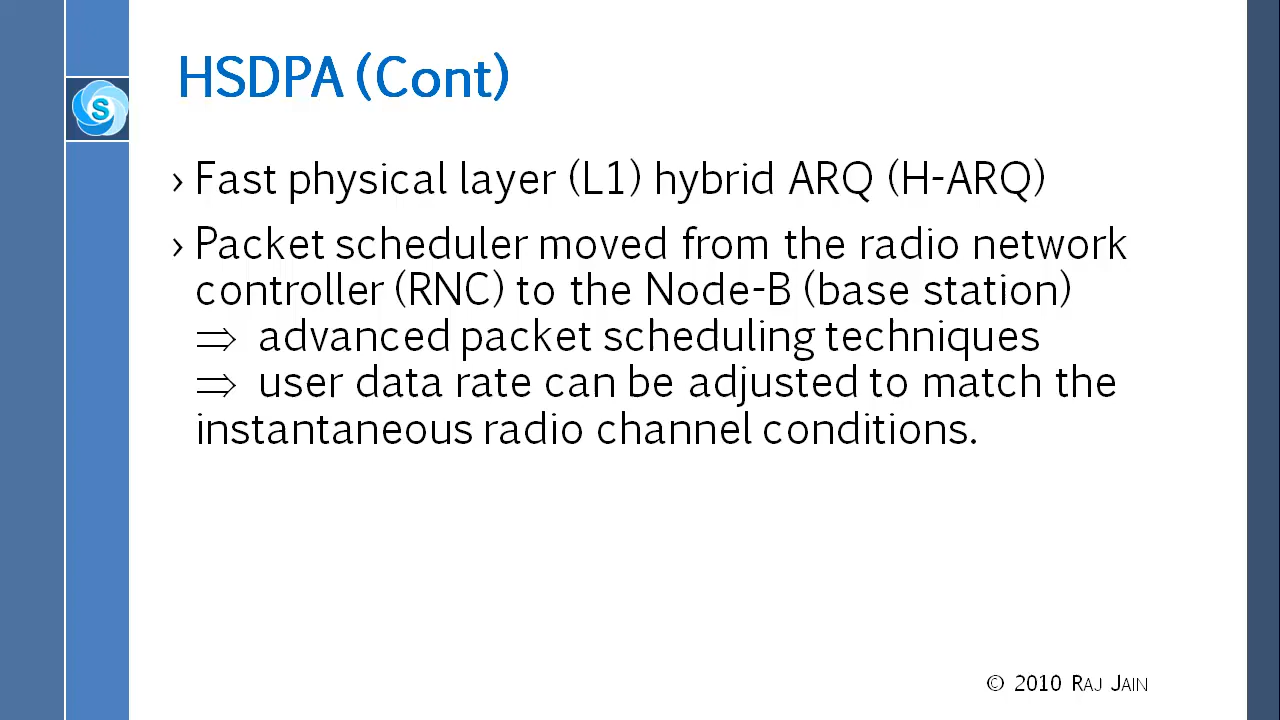 HSDPA (Cont)
S
› Fast physical layer (L1) hybrid ARQ (H-ARQ)
› Packet scheduler moved from the radio network
controller (RNC) to the Node-B (base station)
⇒ advanced packet scheduling techniques
⇒ user data rate can be adjusted to match the
instantaneous radio channel conditions.
© 2010 RAJ JAIN